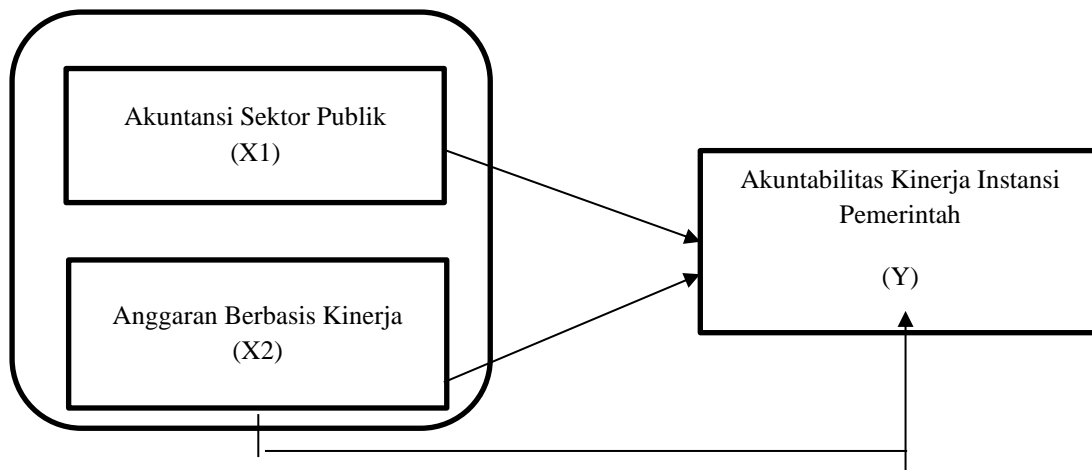 Akuntansi Sektor Publik
(X1)
Anggaran Berbasis Kinerja
(X2)
Akuntabilitas Kinerja Instansi
Pemerintah
(Y)